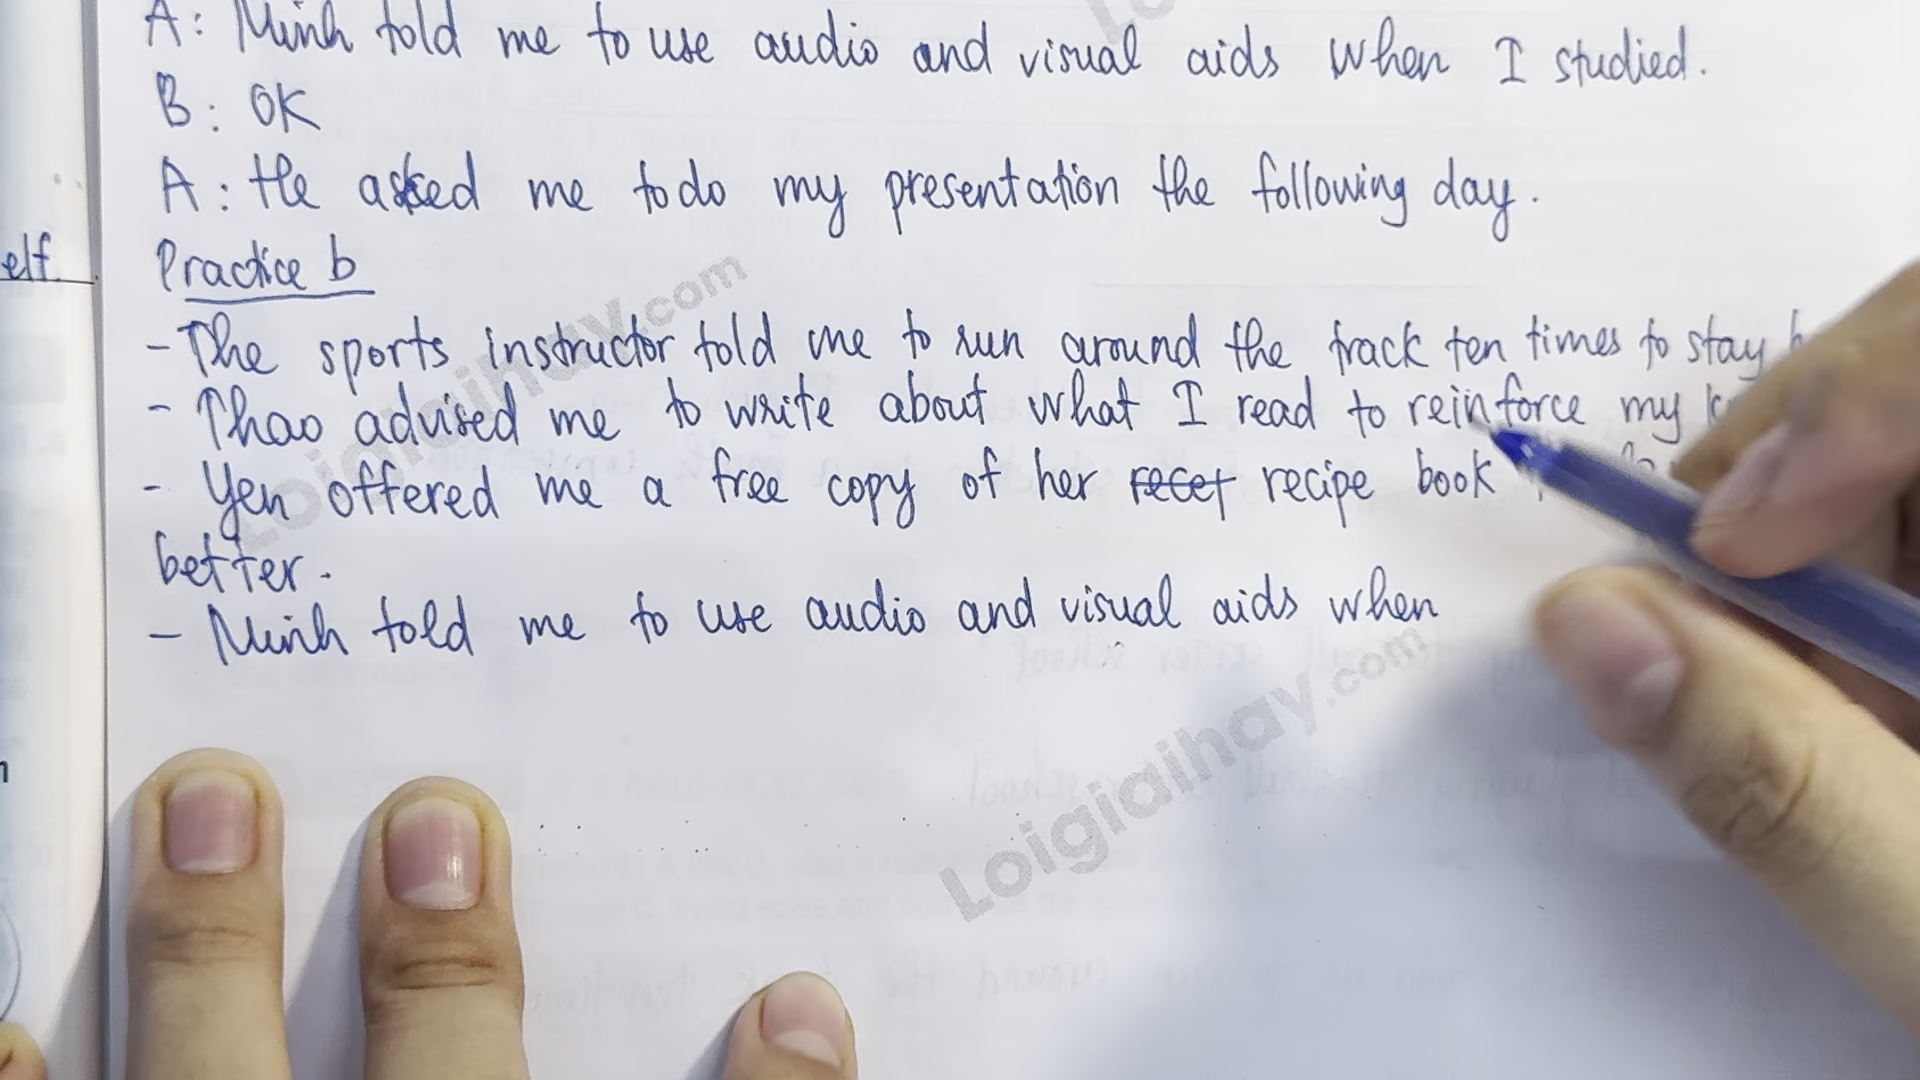 A: Minh told me to use audio and visual aids when I studied.
B: OK
A: He asked me to do my presentation the following day.
elf
Practice b
- The sports instructor told me to run around the track ten times to stay
- Thao advised me to write about what I read to reinforce my
- Yen offered me a free copy of her recet recipe book
better.
- Minh told me to use audio and visual aids when
Loigiaihay.com
Loigiaihay.com